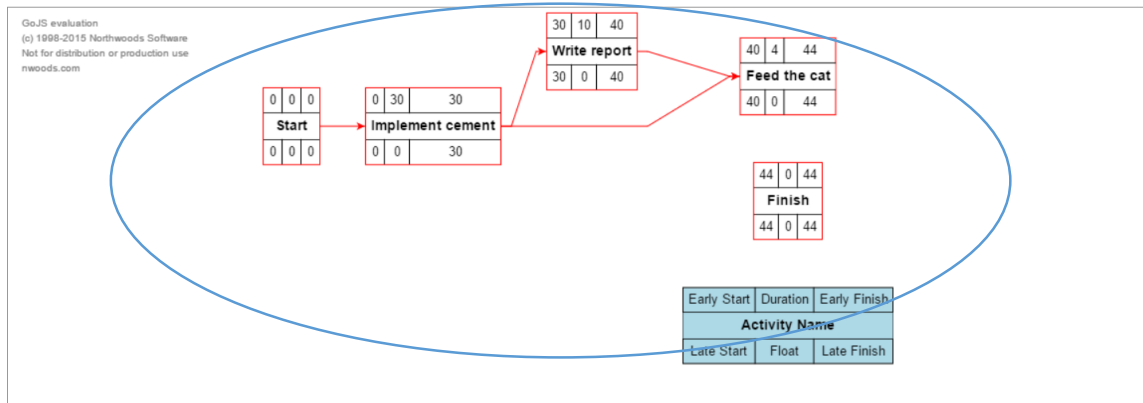 GoJS evaluation
(c) 1998-2015 Northwoods Software
Not for distribution or production use
nwoods.com
0 0 0
Start
0 0 0
0 30 30
Implement cement
0 0 30
30 10 40
Write report
30 0 40
40 4 44
Feed the cat
40 0 44
44 0 44
Finish
44 0 44
Early Start Duration Early Finish
Activity Name
Late Start Float Late Finish